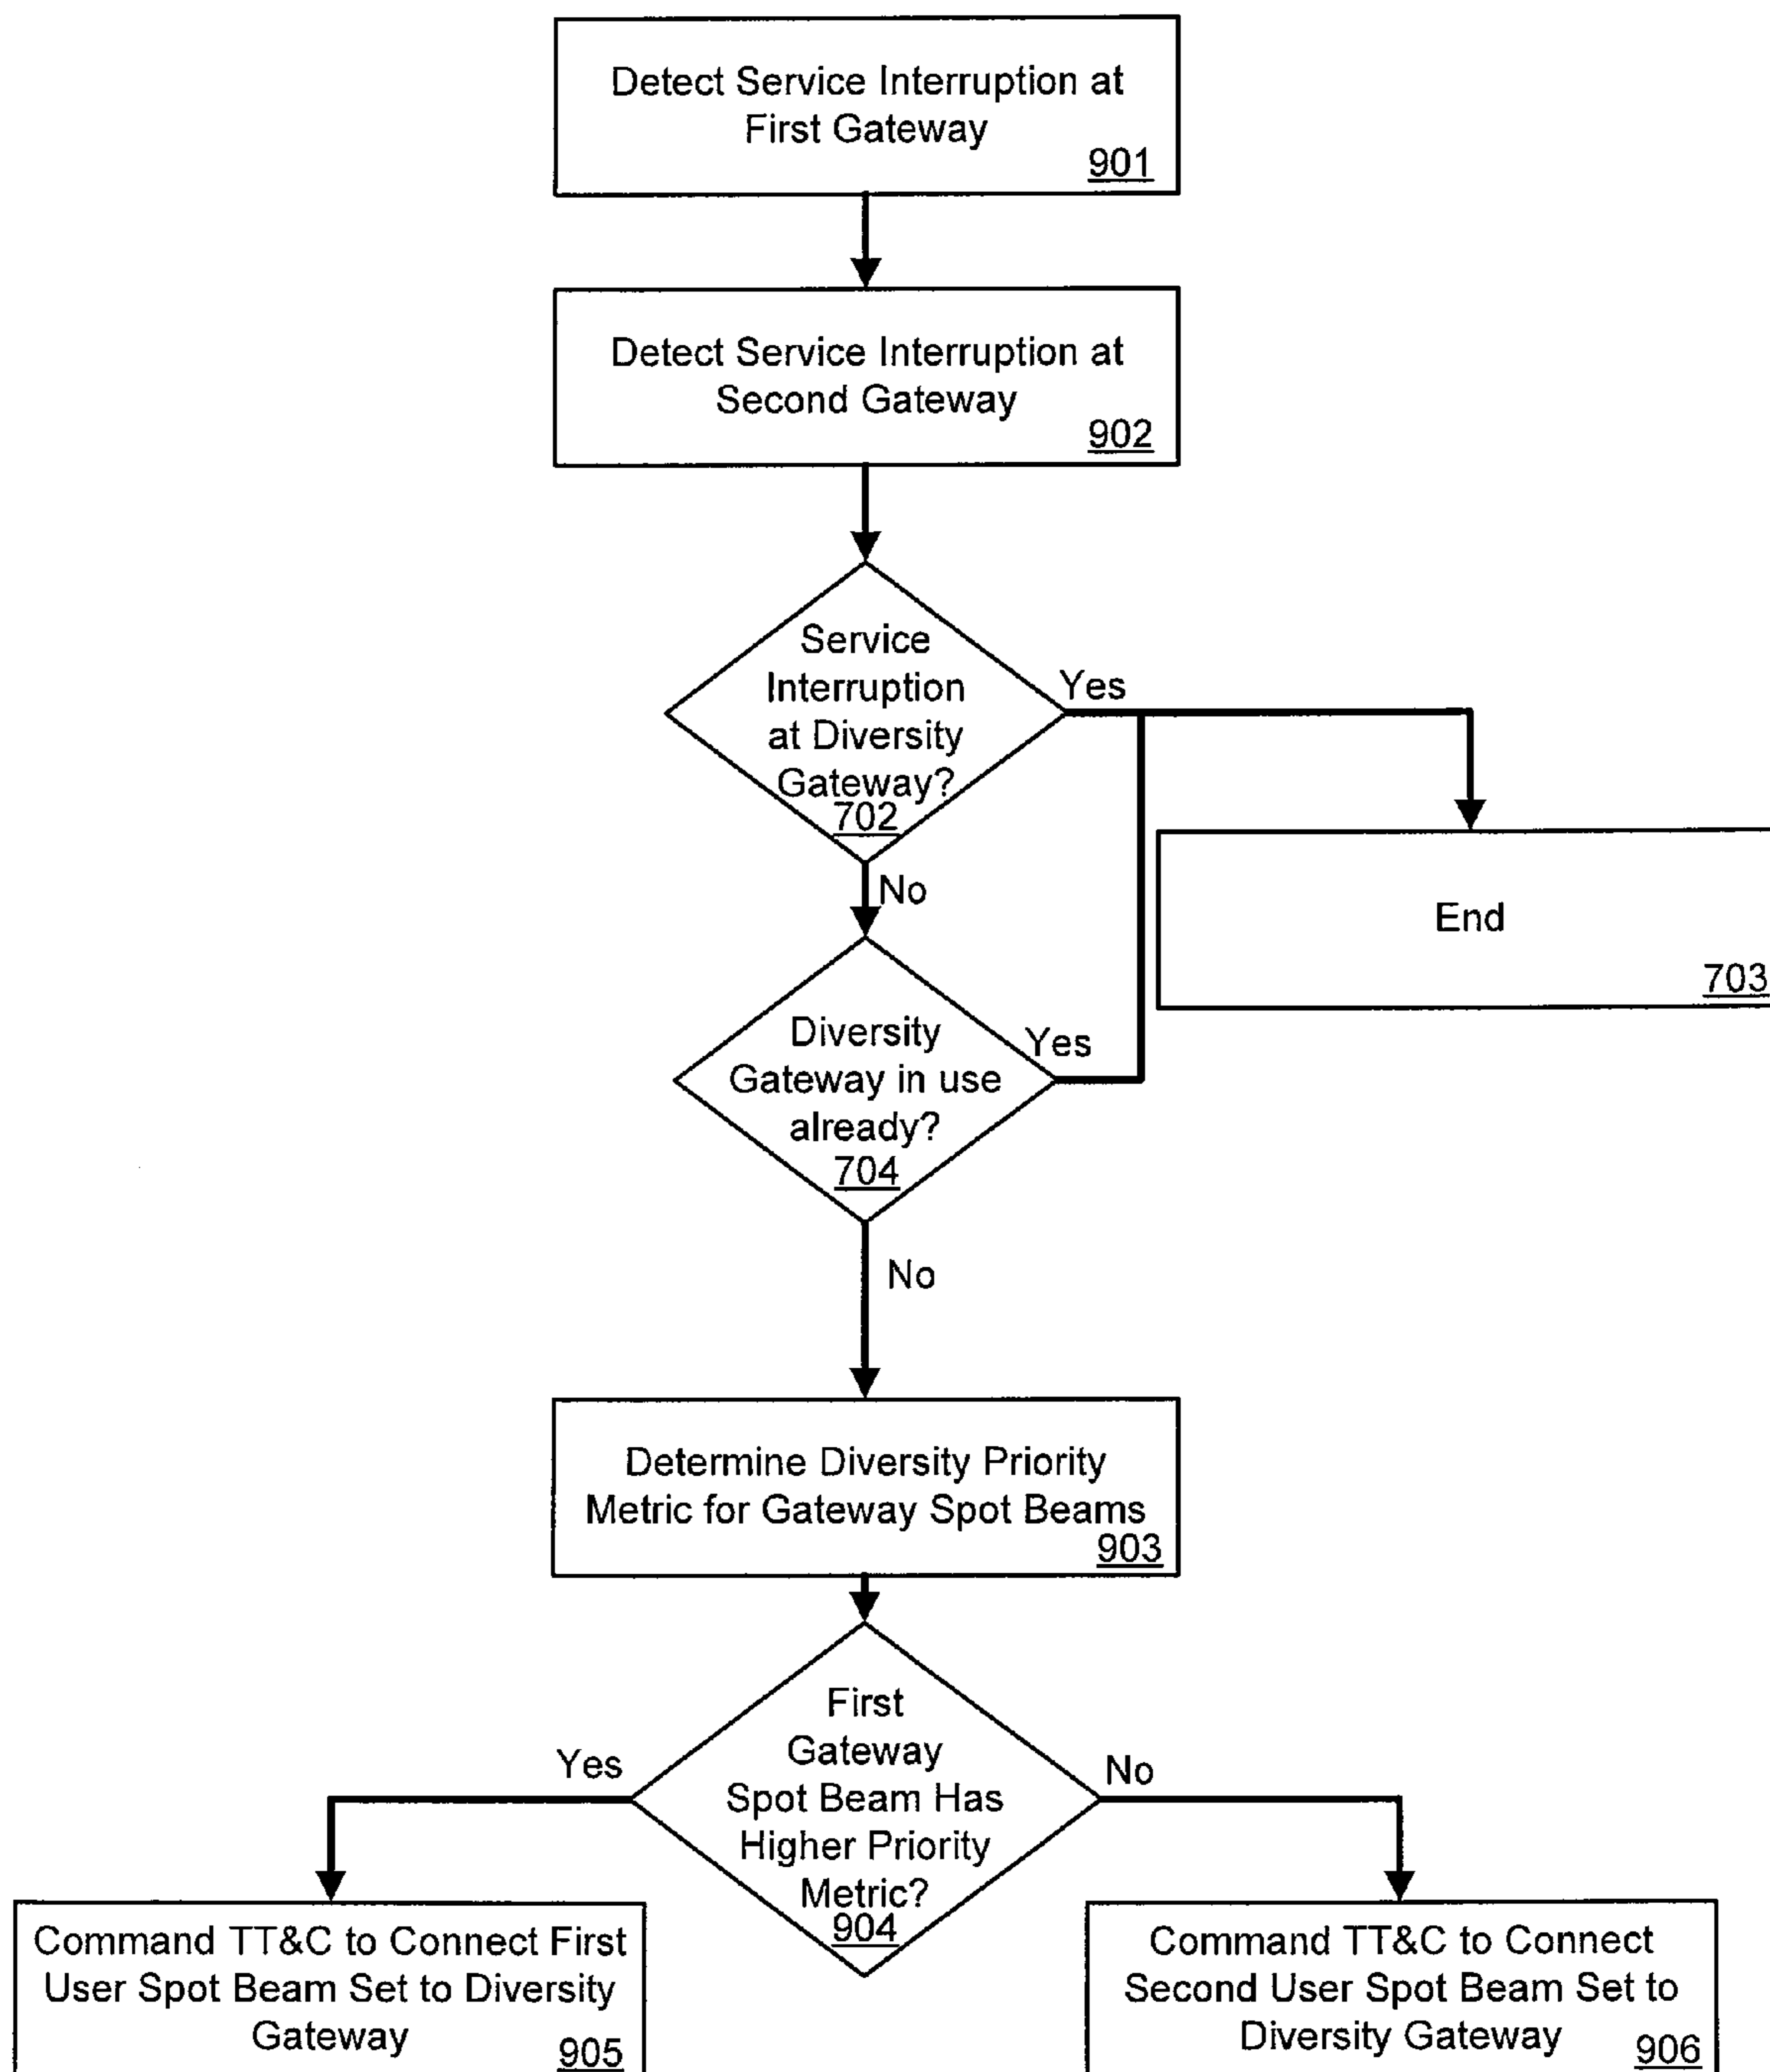 Detect Service Interruption at
First Gateway
901
Detect Service Interruption at
Second Gateway
902
Service
Interruption
at Diversity
Gateway?
702
Yes
No
End
703
Diversity
Gateway in use
already?
704
Yes
No
Determine Diversity Priority
Metric for Gateway Spot Beams
903
First
Gateway
Spot Beam Has
Higher Priority
Metric?
904
Yes
No
Command TT&C to Connect First
User Spot Beam Set to Diversity
Gateway
905
Command TT&C to Connect
Second User Spot Beam Set to
Diversity Gateway
906